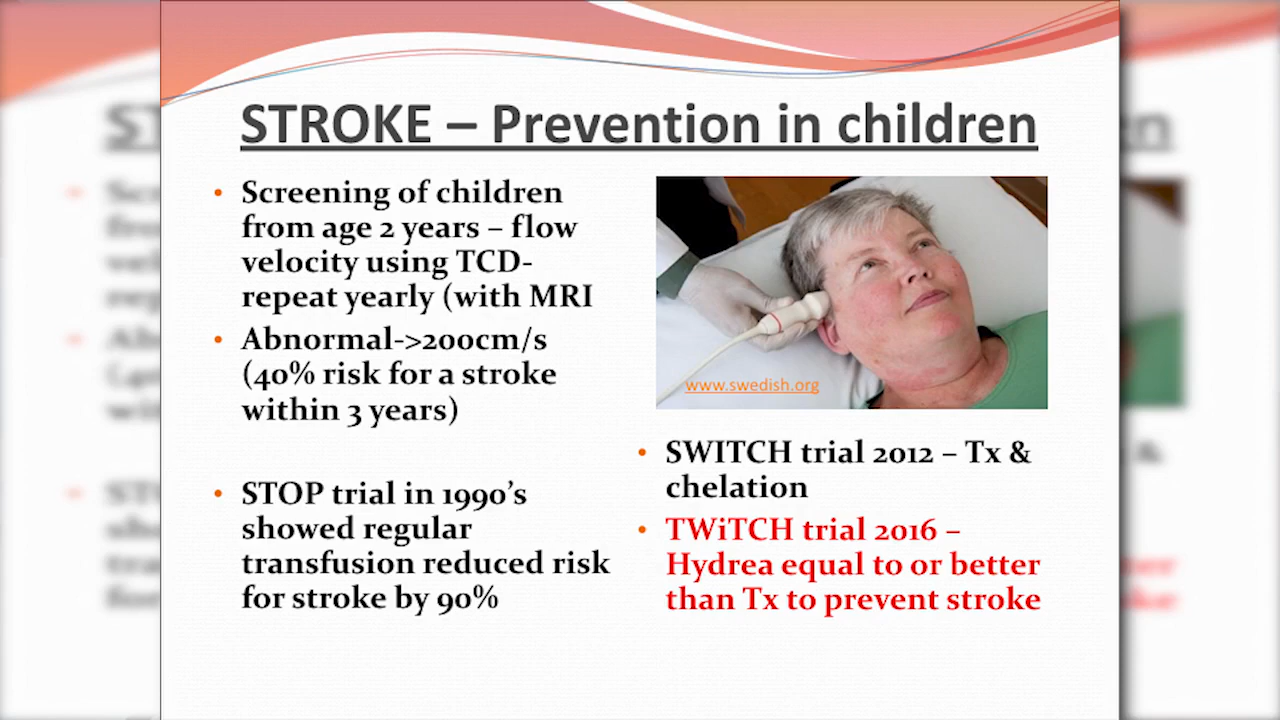 STROKE – Prevention in children
• Screening of children
from age 2 years – flow
velocity using TCD-
repeat yearly (with MRI
• Abnormal->200cm/s
(40% risk for a stroke
within 3 years)
• STOP trial in 1990's
showed regular
transfusion reduced risk
for stroke by 90%
www.swedish.org
• SWITCH trial 2012 – Tx &
chelation
• TWiTCH trial 2016 –
Hydrea equal to or better
than Tx to prevent stroke